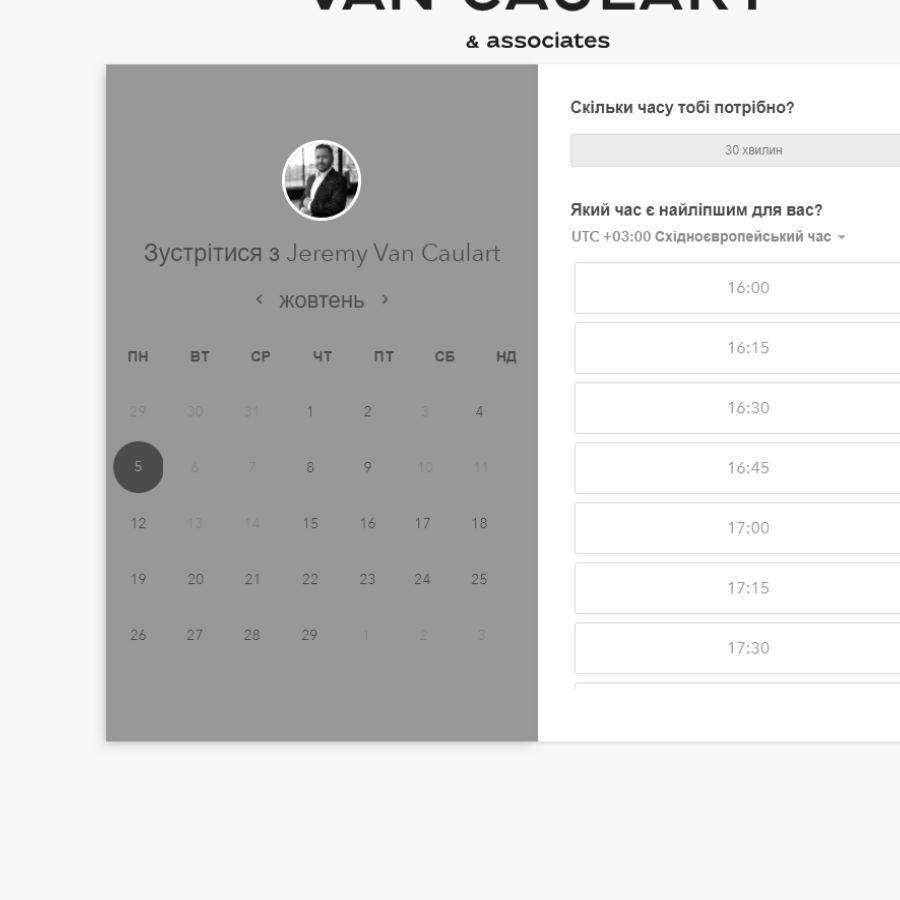 VAN CAULART
& associates
Зустрітися з Jeremy Van Caulart
жовтень
ПН ВТ СР ЧТ ПТ СБ НД
29 30 31 1 2 3 4
5 6 7 8 9 10 11
12 13 14 15 16 17 18
19 20 21 22 23 24 25
26 27 28 29 1 2 3
Скільки часу тобі потрібно?
30 хвилин
Який час є найліпшим для вас?
UTC +03:00 Східноєвропейський час
16:00
16:15
16:30
16:45
17:00
17:15
17:30